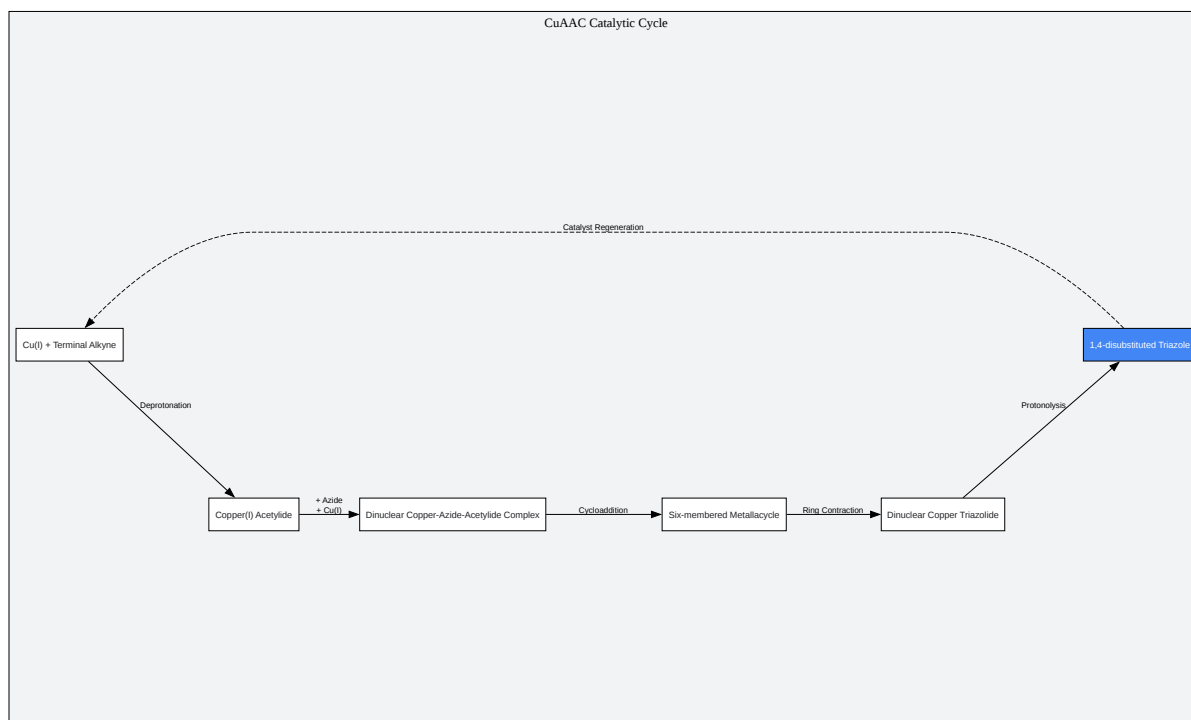 CuAAC Catalytic Cycle
Catalyst Regeneration
Cu(I) + Terminal Alkyne
1,4-disubstituted Triazole
Deprotonation
Protonolysis
Copper(I) Acetylide
+ Azide
+ Cu(I)
Dinuclear Copper-Azide-Acetylide Complex
Cycloaddition
Six-membered Metallacycle
Ring Contraction
Dinuclear Copper Triazolide